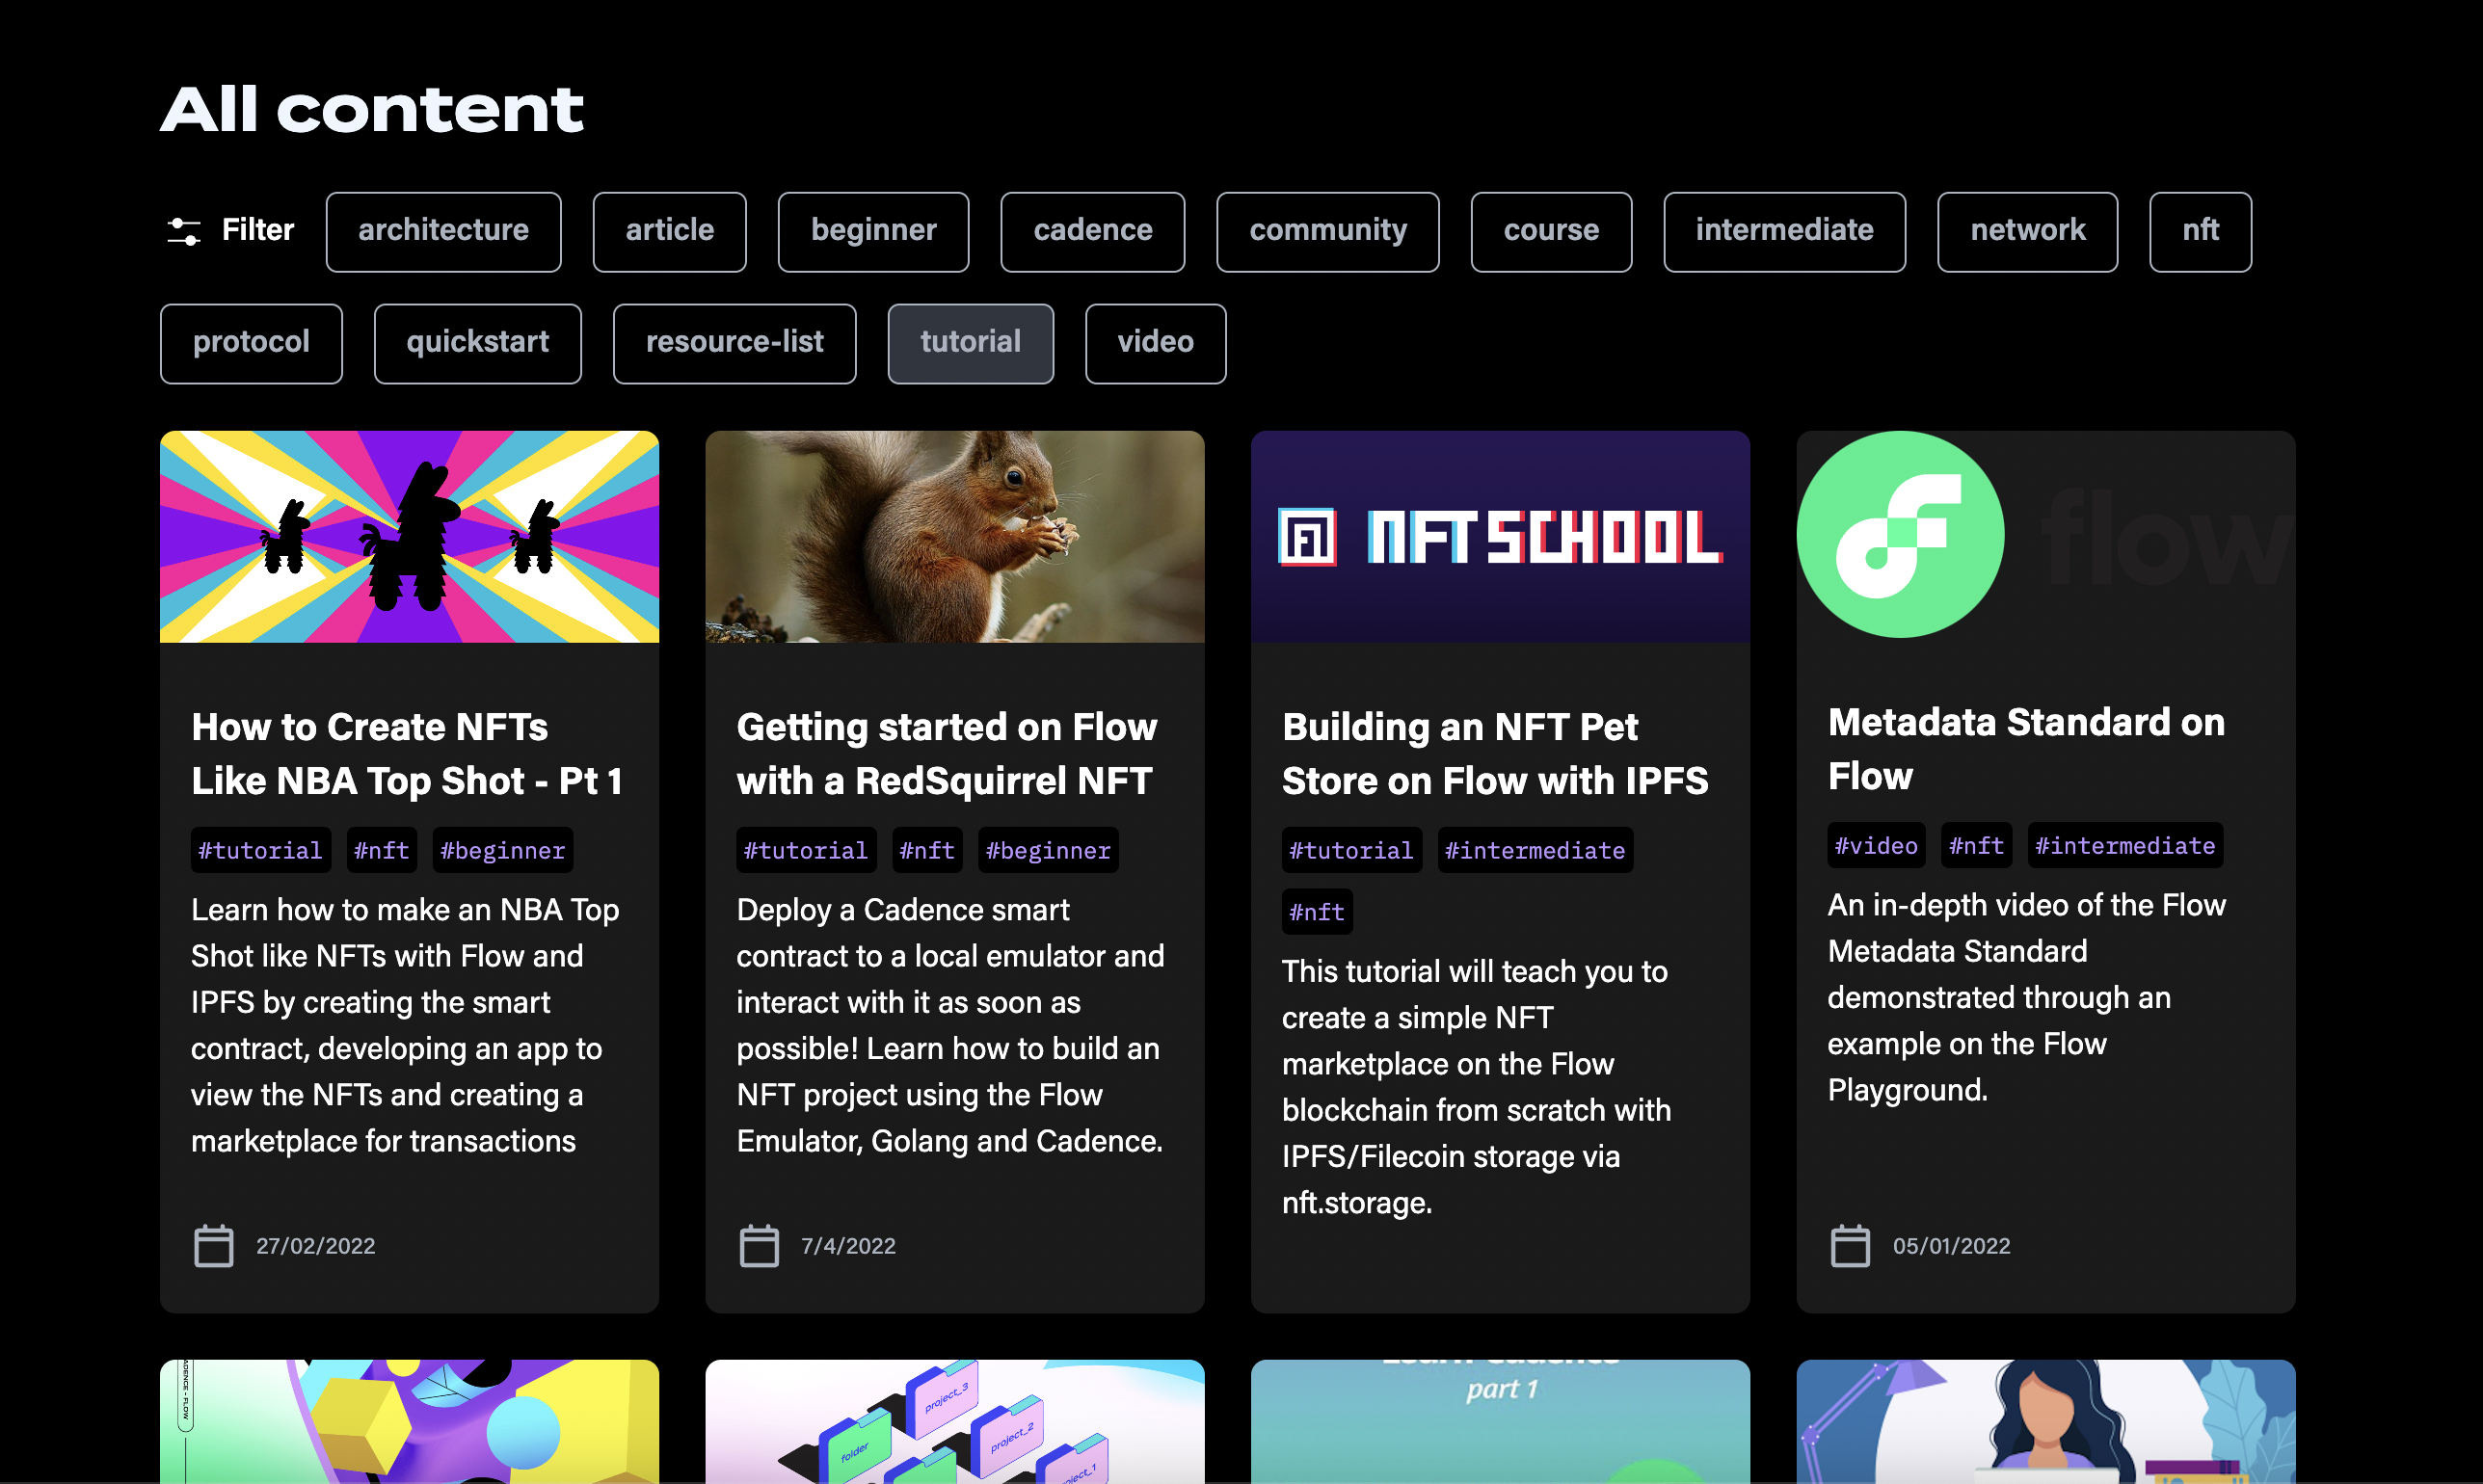 All content
Filter architecture article beginner cadence community course intermediate network nft
protocol quickstart resource-list tutorial video
NFT SCHOOL
flow
How to Create NFTs
Like NBA Top Shot - Pt 1
#tutorial #nft #beginner
Learn how to make an NBA Top
Shot like NFTs with Flow and
IPFS by creating the smart
contract, developing an app to
view the NFTs and creating a
marketplace for transactions
27/02/2022
Getting started on Flow
with a RedSquirrel NFT
#tutorial #nft #beginner
Deploy a Cadence smart
contract to a local emulator and
interact with it as soon as
possible! Learn how to build an
NFT project using the Flow
Emulator, Golang and Cadence.
7/4/2022
Building an NFT Pet
Store on Flow with IPFS
#tutorial #intermediate
#nft
This tutorial will teach you to
create a simple NFT
marketplace on the Flow
blockchain from scratch with
IPFS/Filecoin storage via
nft.storage.
Metadata Standard on
Flow
#video #nft #intermediate
An in-depth video of the Flow
Metadata Standard
demonstrated through an
example on the Flow
Playground.
05/01/2022
FLOW
project_3
folder
project_2
part 1